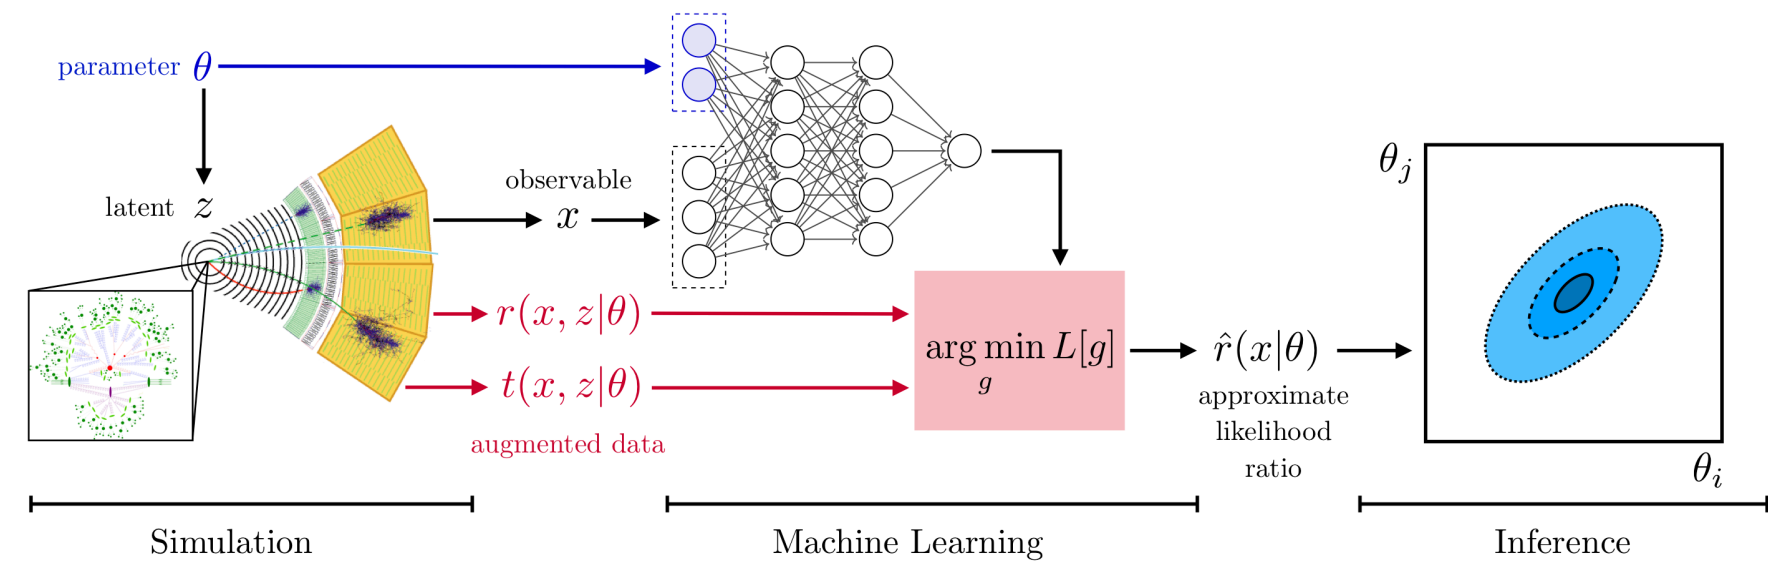 parameter θ
latent z
observable
x
r(x, z|θ)
t(x, z|θ)
augmented data
arg min L[g]
g
r̂(x|θ)
approximate
likelihood
ratio
θⱼ
θᵢ
Simulation
Machine Learning
Inference